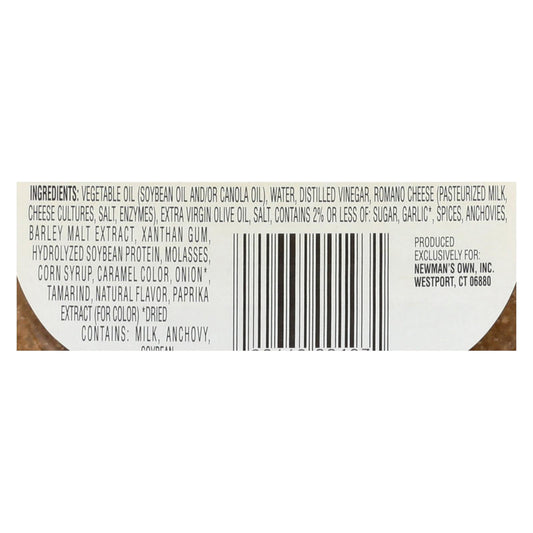 INGREDIENTS: VEGETABLE OIL (SOYBEAN OIL AND/OR CANOLA OIL), WATER, DISTILLED VINEGAR, ROMANO CHEESE (PASTEURIZED MILK,
CHEESE CULTURES, SALT, ENZYMES), EXTRA VIRGIN OLIVE OIL, SALT, CONTAINS 2% OR LESS OF: SUGAR, GARLIC*, SPICES, ANCHOVIES,
BARLEY MALT EXTRACT, XANTHAN GUM,
HYDROLYZED SOYBEAN PROTEIN, MOLASSES,
CORN SYRUP, CARAMEL COLOR, ONION*,
TAMARIND, NATURAL FLAVOR, PAPRIKA
EXTRACT (FOR COLOR) *DRIED
CONTAINS: MILK, ANCHOVY,
SOYBEAN
PRODUCED
EXCLUSIVELY FOR:
NEWMAN'S OWN, INC.
WESTPORT, CT 06880